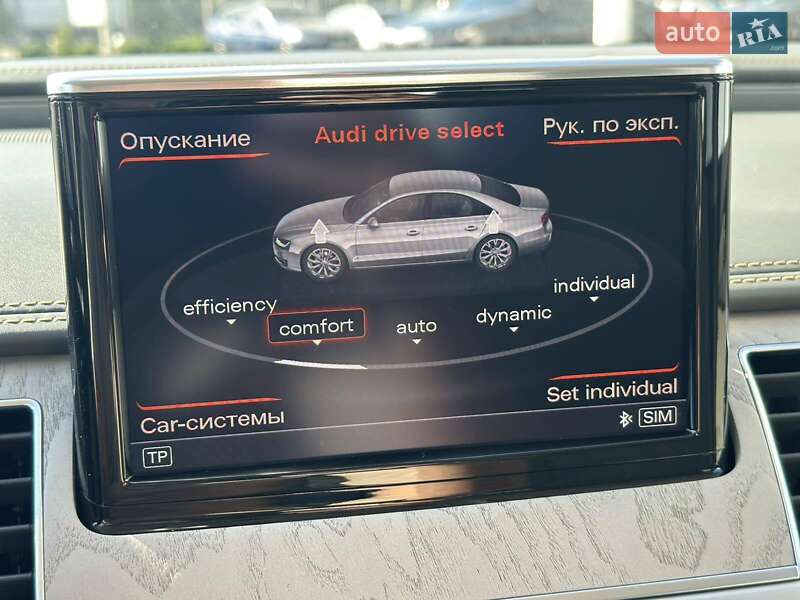 auto RIA.com
Опускание
Audi drive select
Рук. по эксп.
efficiency
comfort
auto
dynamic
individual
Car-системы
Set individual
TP
SIM